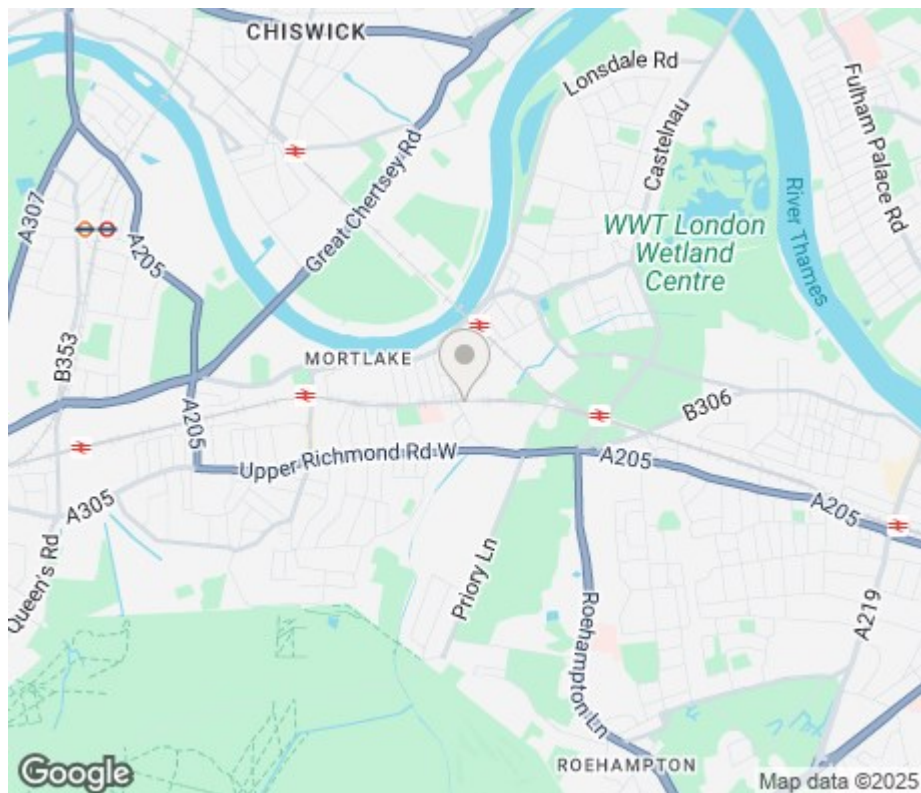 CHISWICK
Lonsdale Rd
Castelnau
Fulham Palace Rd
A307
A205
Great Chertsey Rd
WWT London
Wetland
Centre
River Thames
B353
MORTLAKE
A205
B306
Upper Richmond Rd W
A205
A205
A305
Queen's Rd
Priory Ln
Roehampton Ln
A219
ROEHAMPTON
Google
Map data ©2025